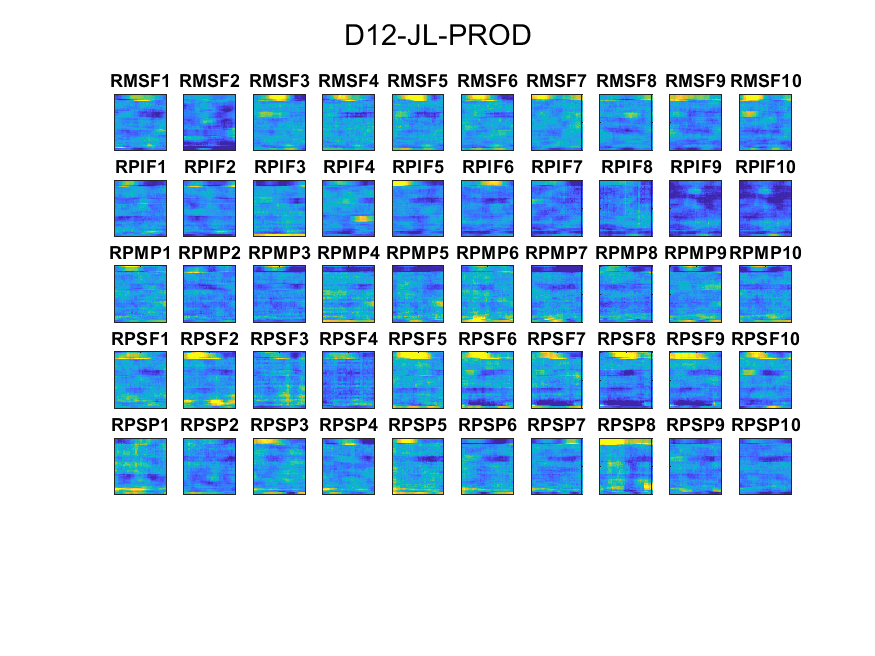 D12-JL-PROD
RMSF1 RMSF2 RMSF3 RMSF4 RMSF5 RMSF6 RMSF7 RMSF8 RMSF9 RMSF10
RPIF1 RPIF2 RPIF3 RPIF4 RPIF5 RPIF6 RPIF7 RPIF8 RPIF9 RPIF10
RPMP1 RPMP2 RPMP3 RPMP4 RPMP5 RPMP6 RPMP7 RPMP8 RPMP9 RPMP10
RPSF1 RPSF2 RPSF3 RPSF4 RPSF5 RPSF6 RPSF7 RPSF8 RPSF9 RPSF10
RPSP1 RPSP2 RPSP3 RPSP4 RPSP5 RPSP6 RPSP7 RPSP8 RPSP9 RPSP10